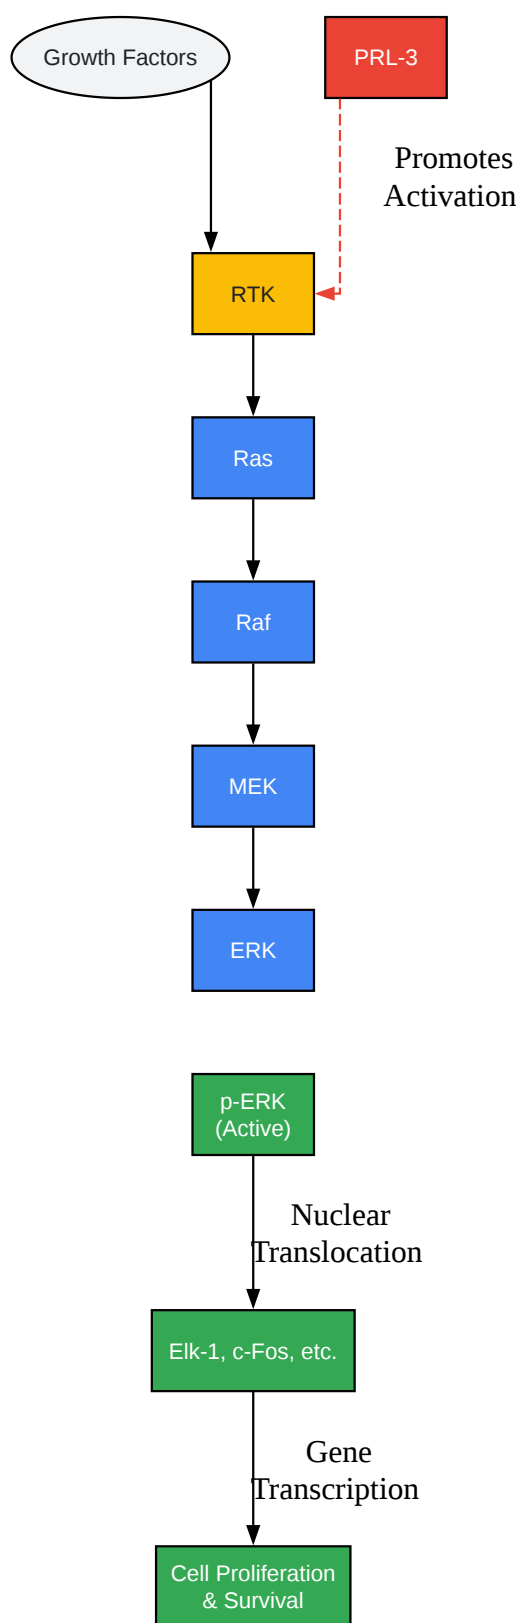 Growth Factors
PRL-3
Promotes
Activation
RTK
Ras
Raf
MEK
ERK
p-ERK
(Active)
Nuclear
Translocation
Elk-1, c-Fos, etc.
Gene
Transcription
Cell Proliferation
& Survival